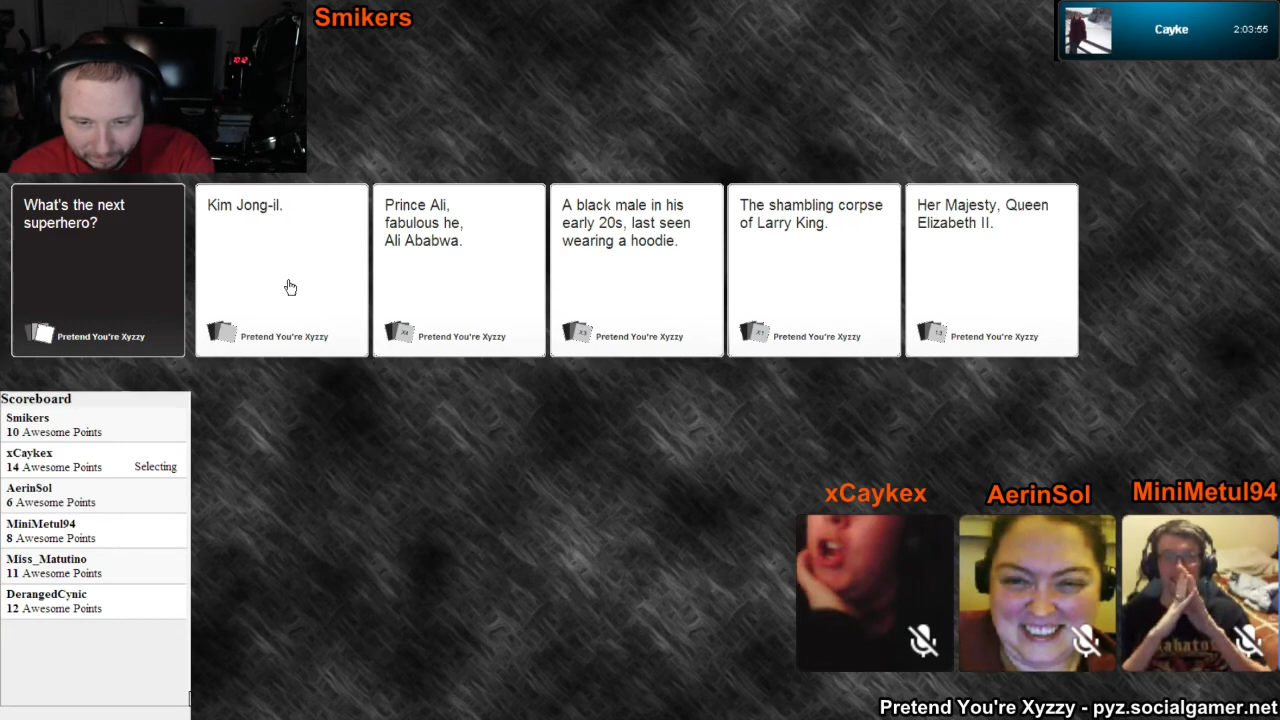 Smikers
Cayke
2:03:55
What's the next
superhero?
Pretend You're Xyzzy
Kim Jong-il.
Pretend You're Xyzzy
Prince Ali,
fabulous he,
Ali Ababwa.
Pretend You're Xyzzy
A black male in his
early 20s, last seen
wearing a hoodie.
Pretend You're Xyzzy
The shambling corpse
of Larry King.
Pretend You're Xyzzy
Her Majesty, Queen
Elizabeth II.
Pretend You're Xyzzy
Scoreboard
Smikers
10 Awesome Points
xCaykex
14 Awesome Points Selecting
AerinSol
6 Awesome Points
MiniMetul94
8 Awesome Points
Miss_Matutino
11 Awesome Points
DerangedCynic
12 Awesome Points
xCaykex
AerinSol
MiniMetul94
Pretend You're Xyzzy - pyz.socialgamer.net